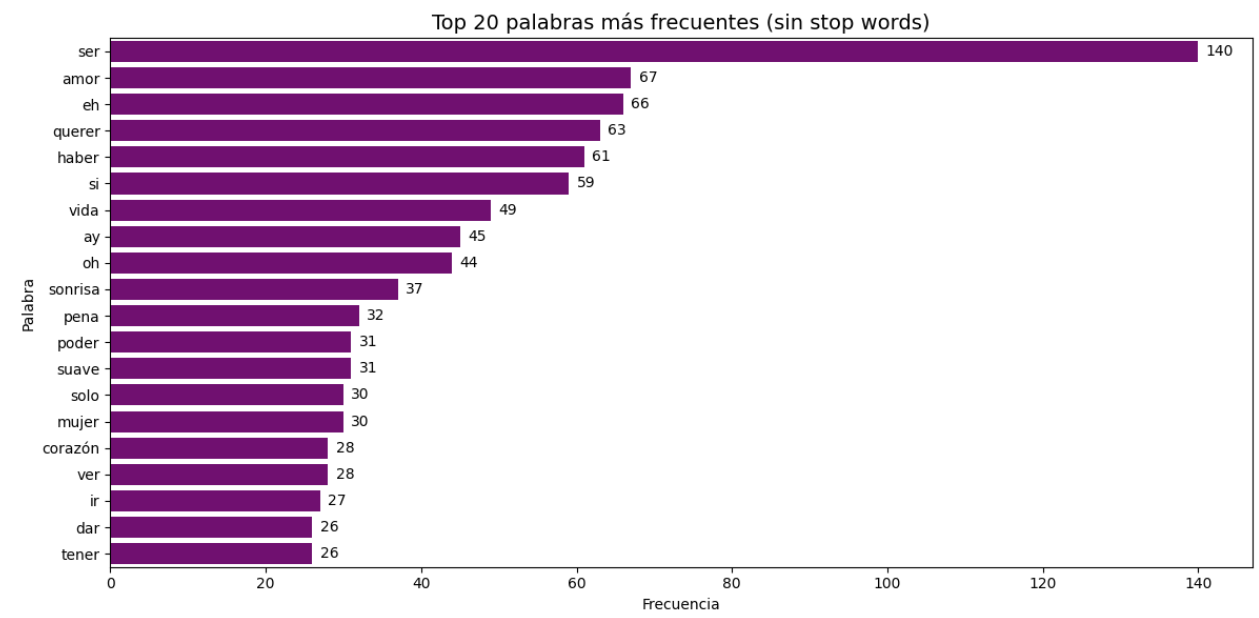 Top 20 palabras más frecuentes (sin stop words)
Palabra
ser 140
amor 67
eh 66
querer 63
haber 61
si 59
vida 49
ay 45
oh 44
sonrisa 37
pena 32
poder 31
suave 31
solo 30
mujer 30
corazón 28
ver 28
ir 27
dar 26
tener 26
0 20 40 60 80 100 120 140
Frecuencia